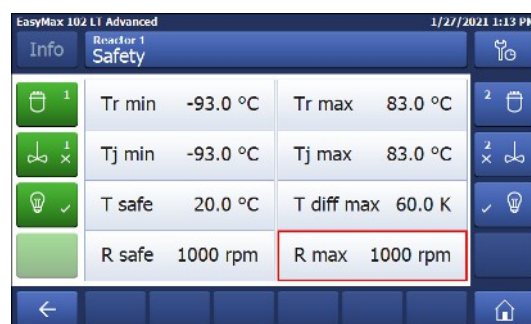 EasyMax 102 LT Advanced 1/27/2021 1:13 PM
Info
Reactor 1
Safety
1 Tr min -93.0 °C Tr max 83.0 °C 2
1 Tj min -93.0 °C Tj max 83.0 °C 2
T safe 20.0 °C T diff max 60.0 K
R safe 1000 rpm R max 1000 rpm